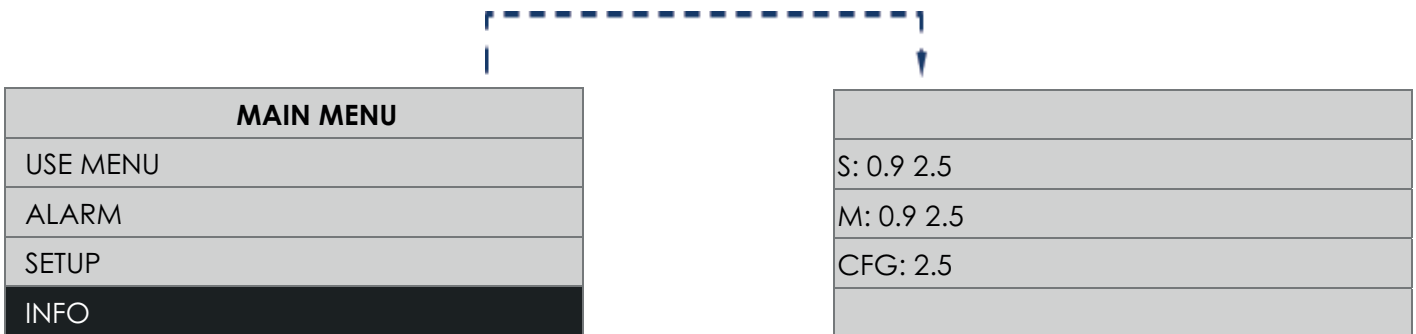 MAIN MENU
USE MENU
ALARM
SETUP
INFO
S: 0.9 2.5
M: 0.9 2.5
CFG: 2.5